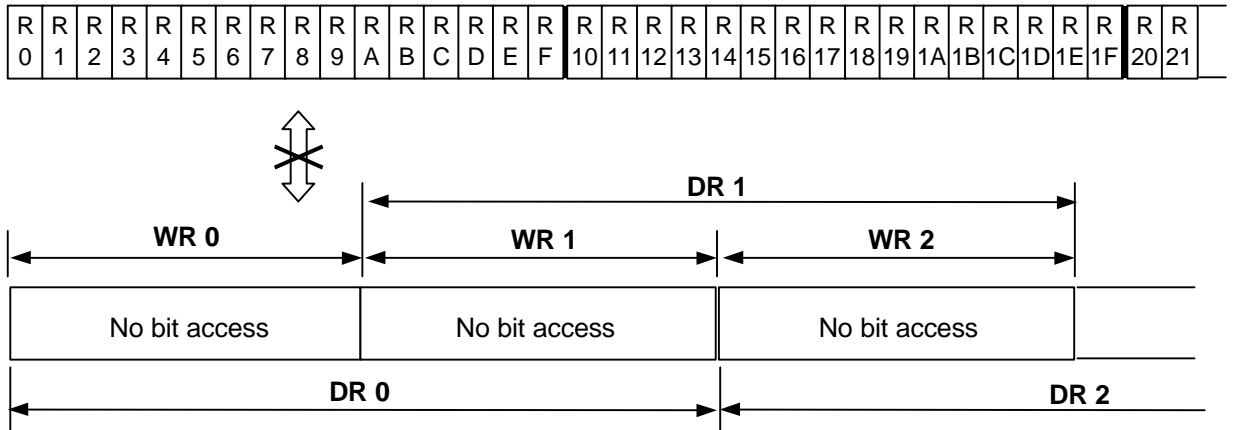 R R R R R R R R R R R R R R R R R R R R R R R R R R R R R R R R R R
0 1 2 3 4 5 6 7 8 9 A B C D E F 10 11 12 13 14 15 16 17 18 19 1A 1B 1C 1D 1E 1F 20 21
DR 1
WR 0 WR 1 WR 2
No bit access No bit access No bit access
DR 0 DR 2